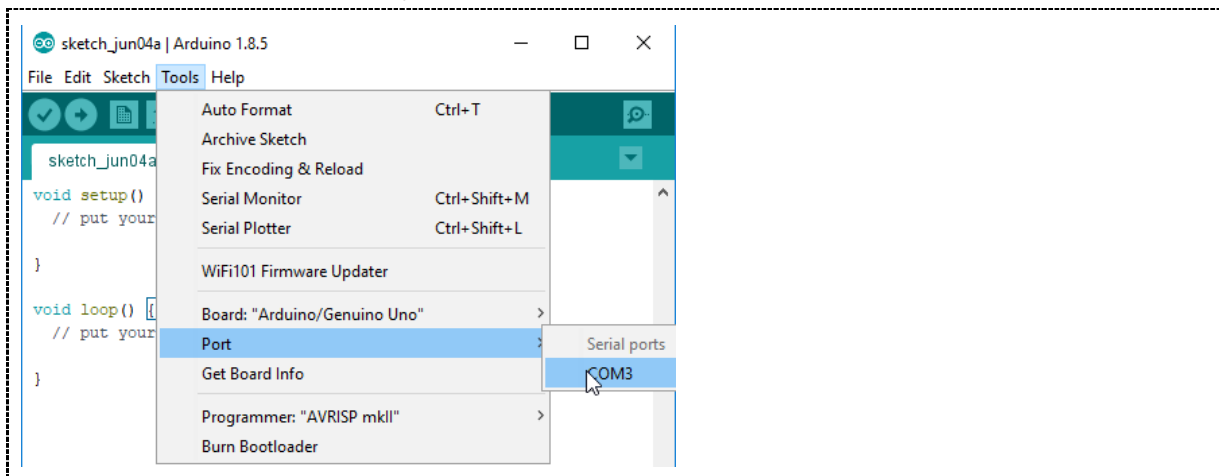 sketch_jun04a | Arduino 1.8.5
File Edit Sketch Tools Help
sketch_jun04a
void setup()
// put your
}
void loop() {
// put your
}
Auto Format Ctrl+T
Archive Sketch
Fix Encoding & Reload
Serial Monitor Ctrl+Shift+M
Serial Plotter Ctrl+Shift+L
WiFi101 Firmware Updater
Board: "Arduino/Genuino Uno"
Port
Get Board Info
Programmer: "AVRISP mkII"
Burn Bootloader
Serial ports
COM3